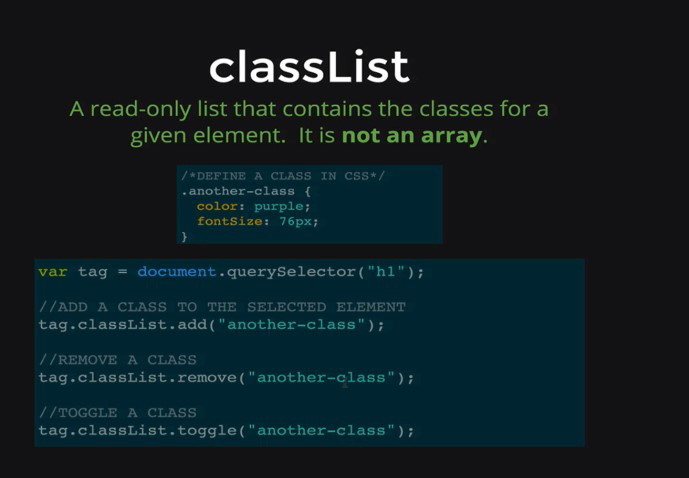 classList
A read-only list that contains the classes for a
given element. It is not an array.
/*DEFINE A CLASS IN CSS*/
.another-class {
  color: purple;
  fontSize: 76px;
}
var tag = document.querySelector("h1");
//ADD A CLASS TO THE SELECTED ELEMENT
tag.classList.add("another-class");
//REMOVE A CLASS
tag.classList.remove("another-class");
//TOGGLE A CLASS
tag.classList.toggle("another-class");